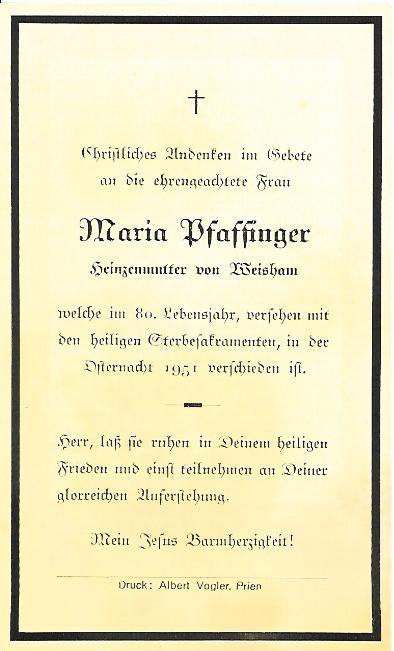 Christliches Andenken im Gebete
an die ehrengeachtete Frau
Maria Pfaffinger
Heinzenmutter von Weisham
welche im 80. Lebensjahr, versehen mit
den heiligen Sterbesakramenten, in der
Osternacht 1951 verschieden ist.
Herr, laß sie ruhen in Deinem heiligen
Frieden und einst teilnehmen an Deiner
glorreichen Auferstehung.
Mein Jesus Barmherzigkeit!
Druck: Albert Vogler, Prien